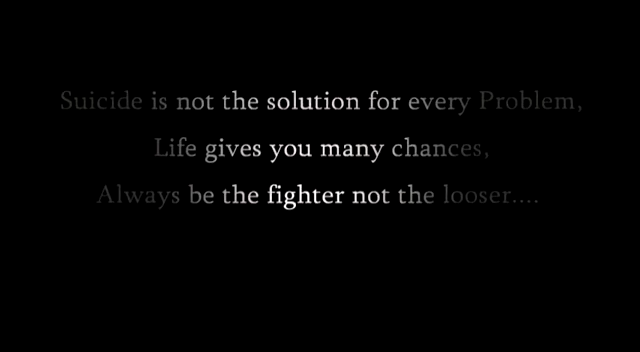 Suicide is not the solution for every Problem,
Life gives you many chances,
Always be the fighter not the looser....